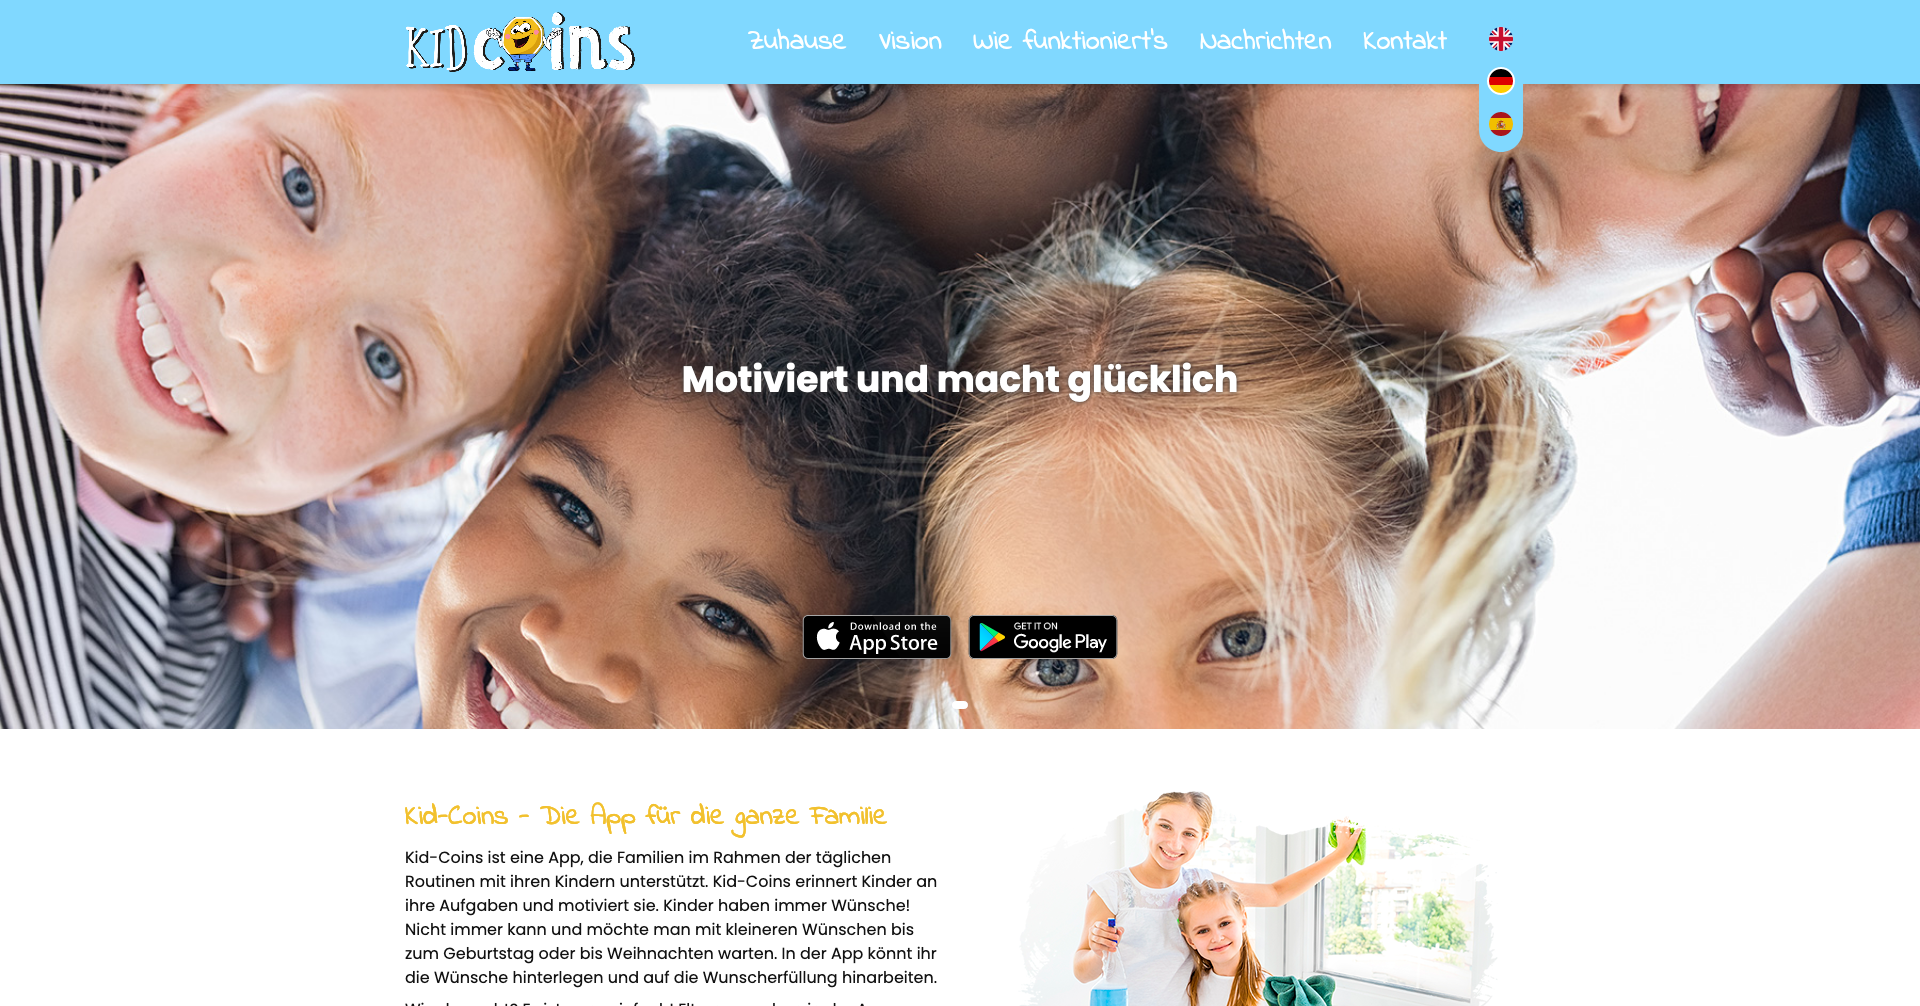 KID coins
Zuhause Vision Wie funktioniert's Nachrichten Kontakt
Motiviert und macht glücklich
Download on the
App Store
GET IT ON
Google Play
Kid-Coins - Die App für die ganze Familie
Kid-Coins ist eine App, die Familien im Rahmen der täglichen
Routinen mit ihren Kindern unterstützt. Kid-Coins erinnert Kinder an
ihre Aufgaben und motiviert sie. Kinder haben immer Wünsche!
Nicht immer kann und möchte man mit kleineren Wünschen bis
zum Geburtstag oder bis Weihnachten warten. In der App könnt ihr
die Wünsche hinterlegen und auf die Wunscherfüllung hinarbeiten.